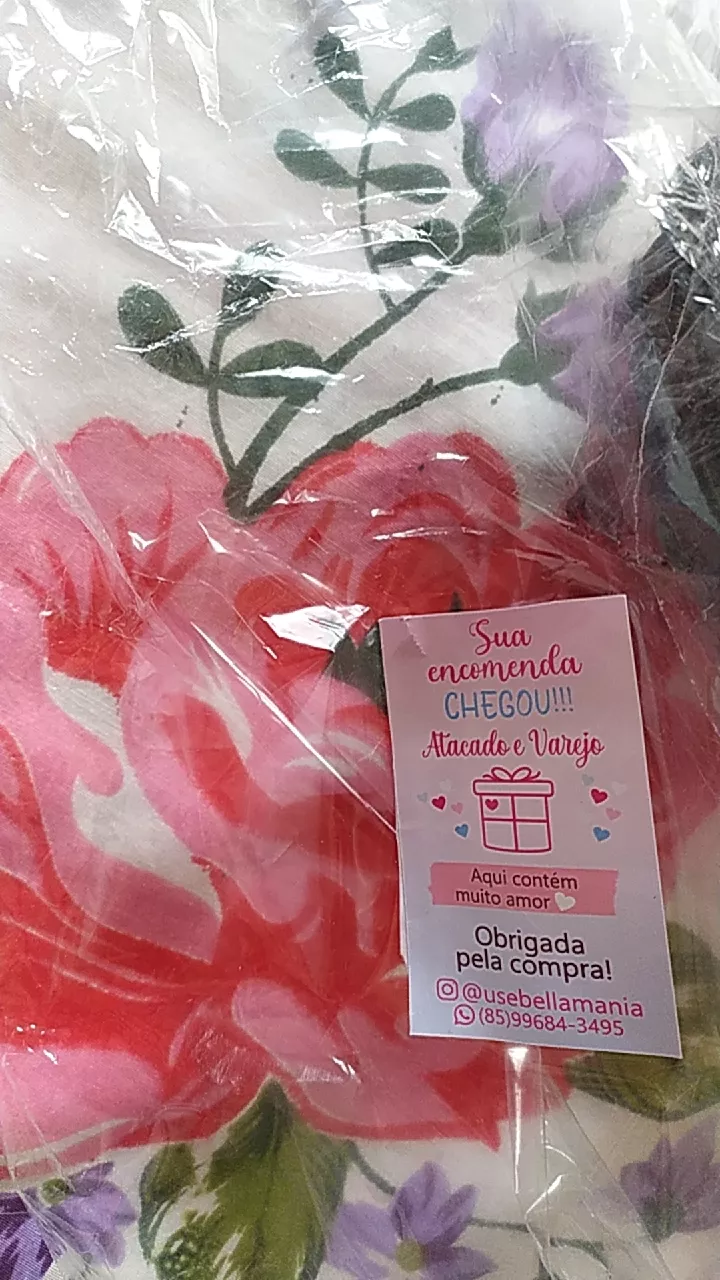 Sua
encomenda
CHEGOU!!!
Atacado e Varejo
Aqui contém
muito amor
Obrigada
pela compra!
@usebellamania
(85)99684-3495